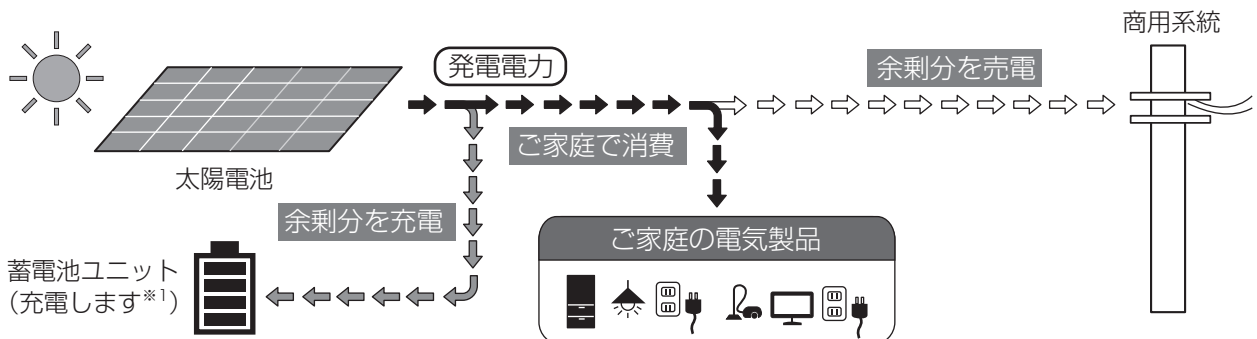 商用系統
発電電力
余剰分を売電
ご家庭で消費
太陽電池
余剰分を充電
ご家庭の電気製品
蓄電池ユニット
（充電します※1）